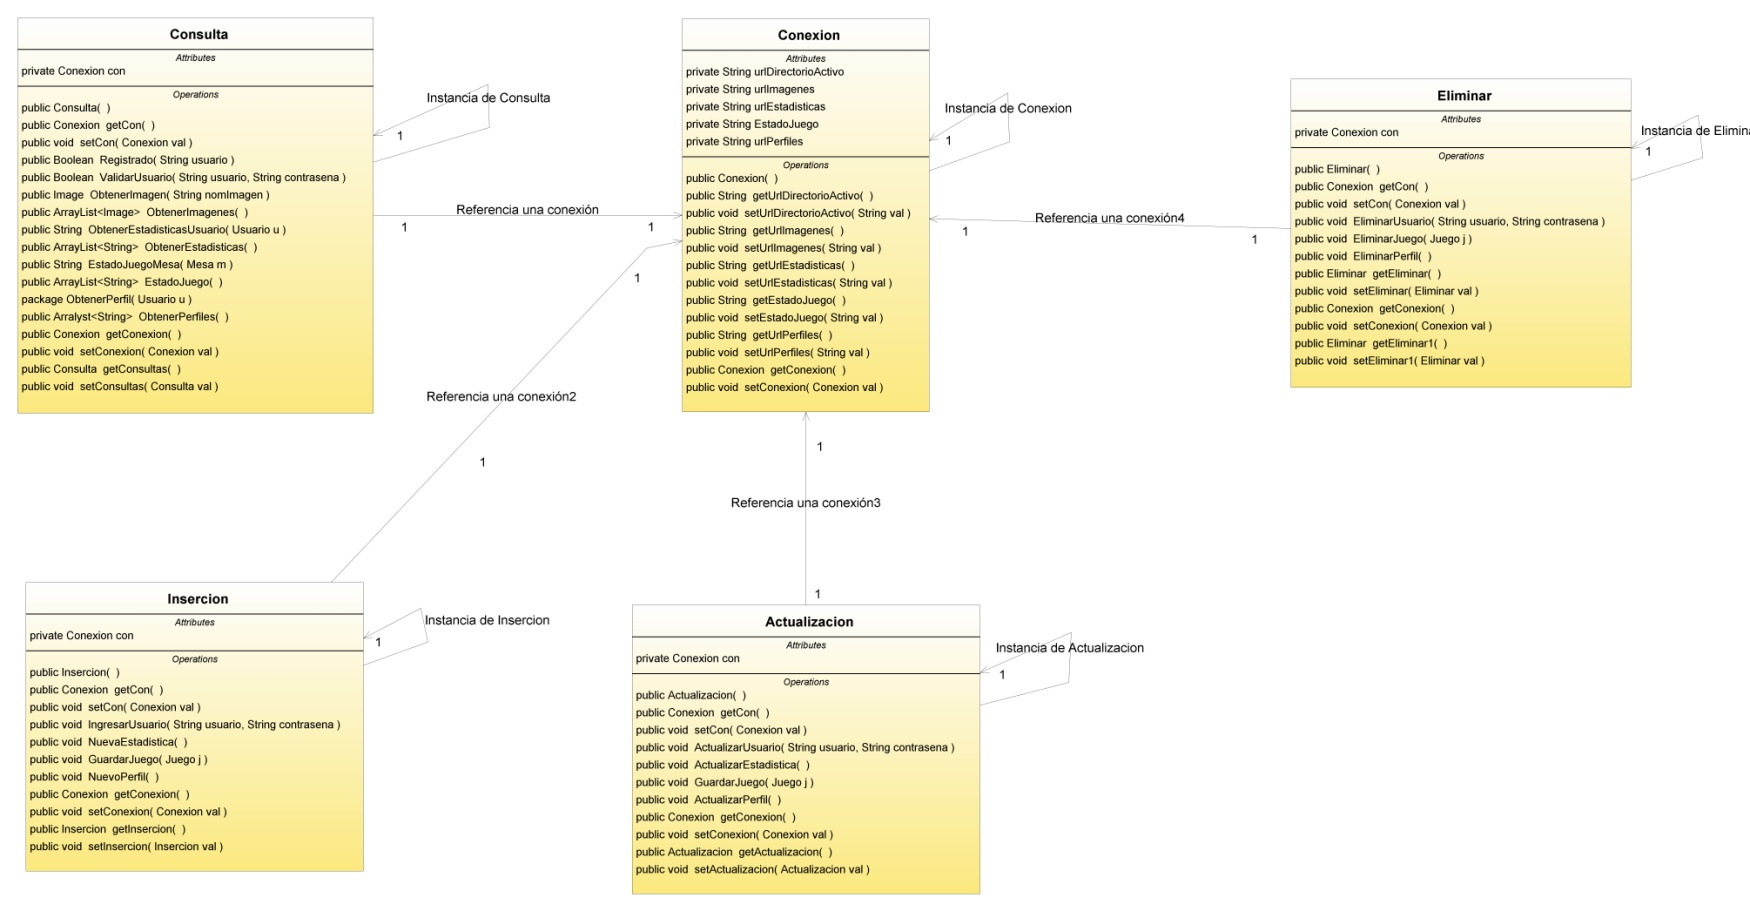 Consulta
Attributes
private Conexion con
Operations
public Consulta(  )
public Conexion  getCon(  )
public void  setCon( Conexion val )
public Boolean  Registrado( String usuario )
public Boolean  ValidarUsuario( String usuario, String contrasena )
public Image  ObtenerImagen( String nomImagen )
public ArrayList<Image>  ObtenerImagenes(  )
public String  ObtenerEstadisticasUsuario( Usuario u )
public ArrayList<String>  ObtenerEstadisticas(  )
public String  EstadoJuegoMesa( Mesa m )
public ArrayList<String>  EstadoJuego(  )
package ObtenerPerfil( Usuario u )
public Arralyst<String>  ObtenerPerfiles(  )
public Conexion  getConexion(  )
public void  setConexion( Conexion val )
public Consulta  getConsultas(  )
public void  setConsultas( Consulta val )
Instancia de Consulta
1
Referencia una conexión
1
1
Conexion
Attributes
private String urlDirectorioActivo
private String urlImagenes
private String urlEstadisticas
private String EstadoJuego
private String urlPerfiles
Operations
public Conexion(  )
public String  getUrlDirectorioActivo(  )
public void  setUrlDirectorioActivo( String val )
public String  getUrlImagenes(  )
public void  setUrlImagenes( String val )
public String  getUrlEstadisticas(  )
public void  setUrlEstadisticas( String val )
public String  getEstadoJuego(  )
public void  setEstadoJuego( String val )
public String  getUrlPerfiles(  )
public void  setUrlPerfiles( String val )
public Conexion  getConexion(  )
public void  setConexion( Conexion val )
Instancia de Conexion
1
Referencia una conexión4
1
1
Eliminar
Attributes
private Conexion con
Operations
public Eliminar(  )
public Conexion  getCon(  )
public void  setCon( Conexion val )
public void  EliminarUsuario( String usuario, String contrasena )
public void  EliminarJuego( Juego j )
public void  EliminarPerfil(  )
public Eliminar  getEliminar(  )
public void  setEliminar( Eliminar val )
public Conexion  getConexion(  )
public void  setConexion( Conexion val )
public Eliminar  getEliminar1(  )
public void  setEliminar1( Eliminar val )
Instancia de Elimina
1
1
Referencia una conexión2
1
1
Referencia una conexión3
1
Insercion
Attributes
private Conexion con
Operations
public Insercion(  )
public Conexion  getCon(  )
public void  setCon( Conexion val )
public void  IngresarUsuario( String usuario, String contrasena )
public void  NuevaEstadistica(  )
public void  GuardarJuego( Juego j )
public void  NuevoPerfil(  )
public Conexion  getConexion(  )
public void  setConexion( Conexion val )
public Insercion  getInsercion(  )
public void  setInsercion( Insercion val )
Instancia de Insercion
1
Actualizacion
Attributes
private Conexion con
Operations
public Actualizacion(  )
public Conexion  getCon(  )
public void  setCon( Conexion val )
public void  ActualizarUsuario( String usuario, String contrasena )
public void  ActualizarEstadistica(  )
public void  GuardarJuego( Juego j )
public void  ActualizarPerfil(  )
public Conexion  getConexion(  )
public void  setConexion( Conexion val )
public Actualizacion  getActualizacion(  )
public void  setActualizacion( Actualizacion val )
Instancia de Actualizacion
1